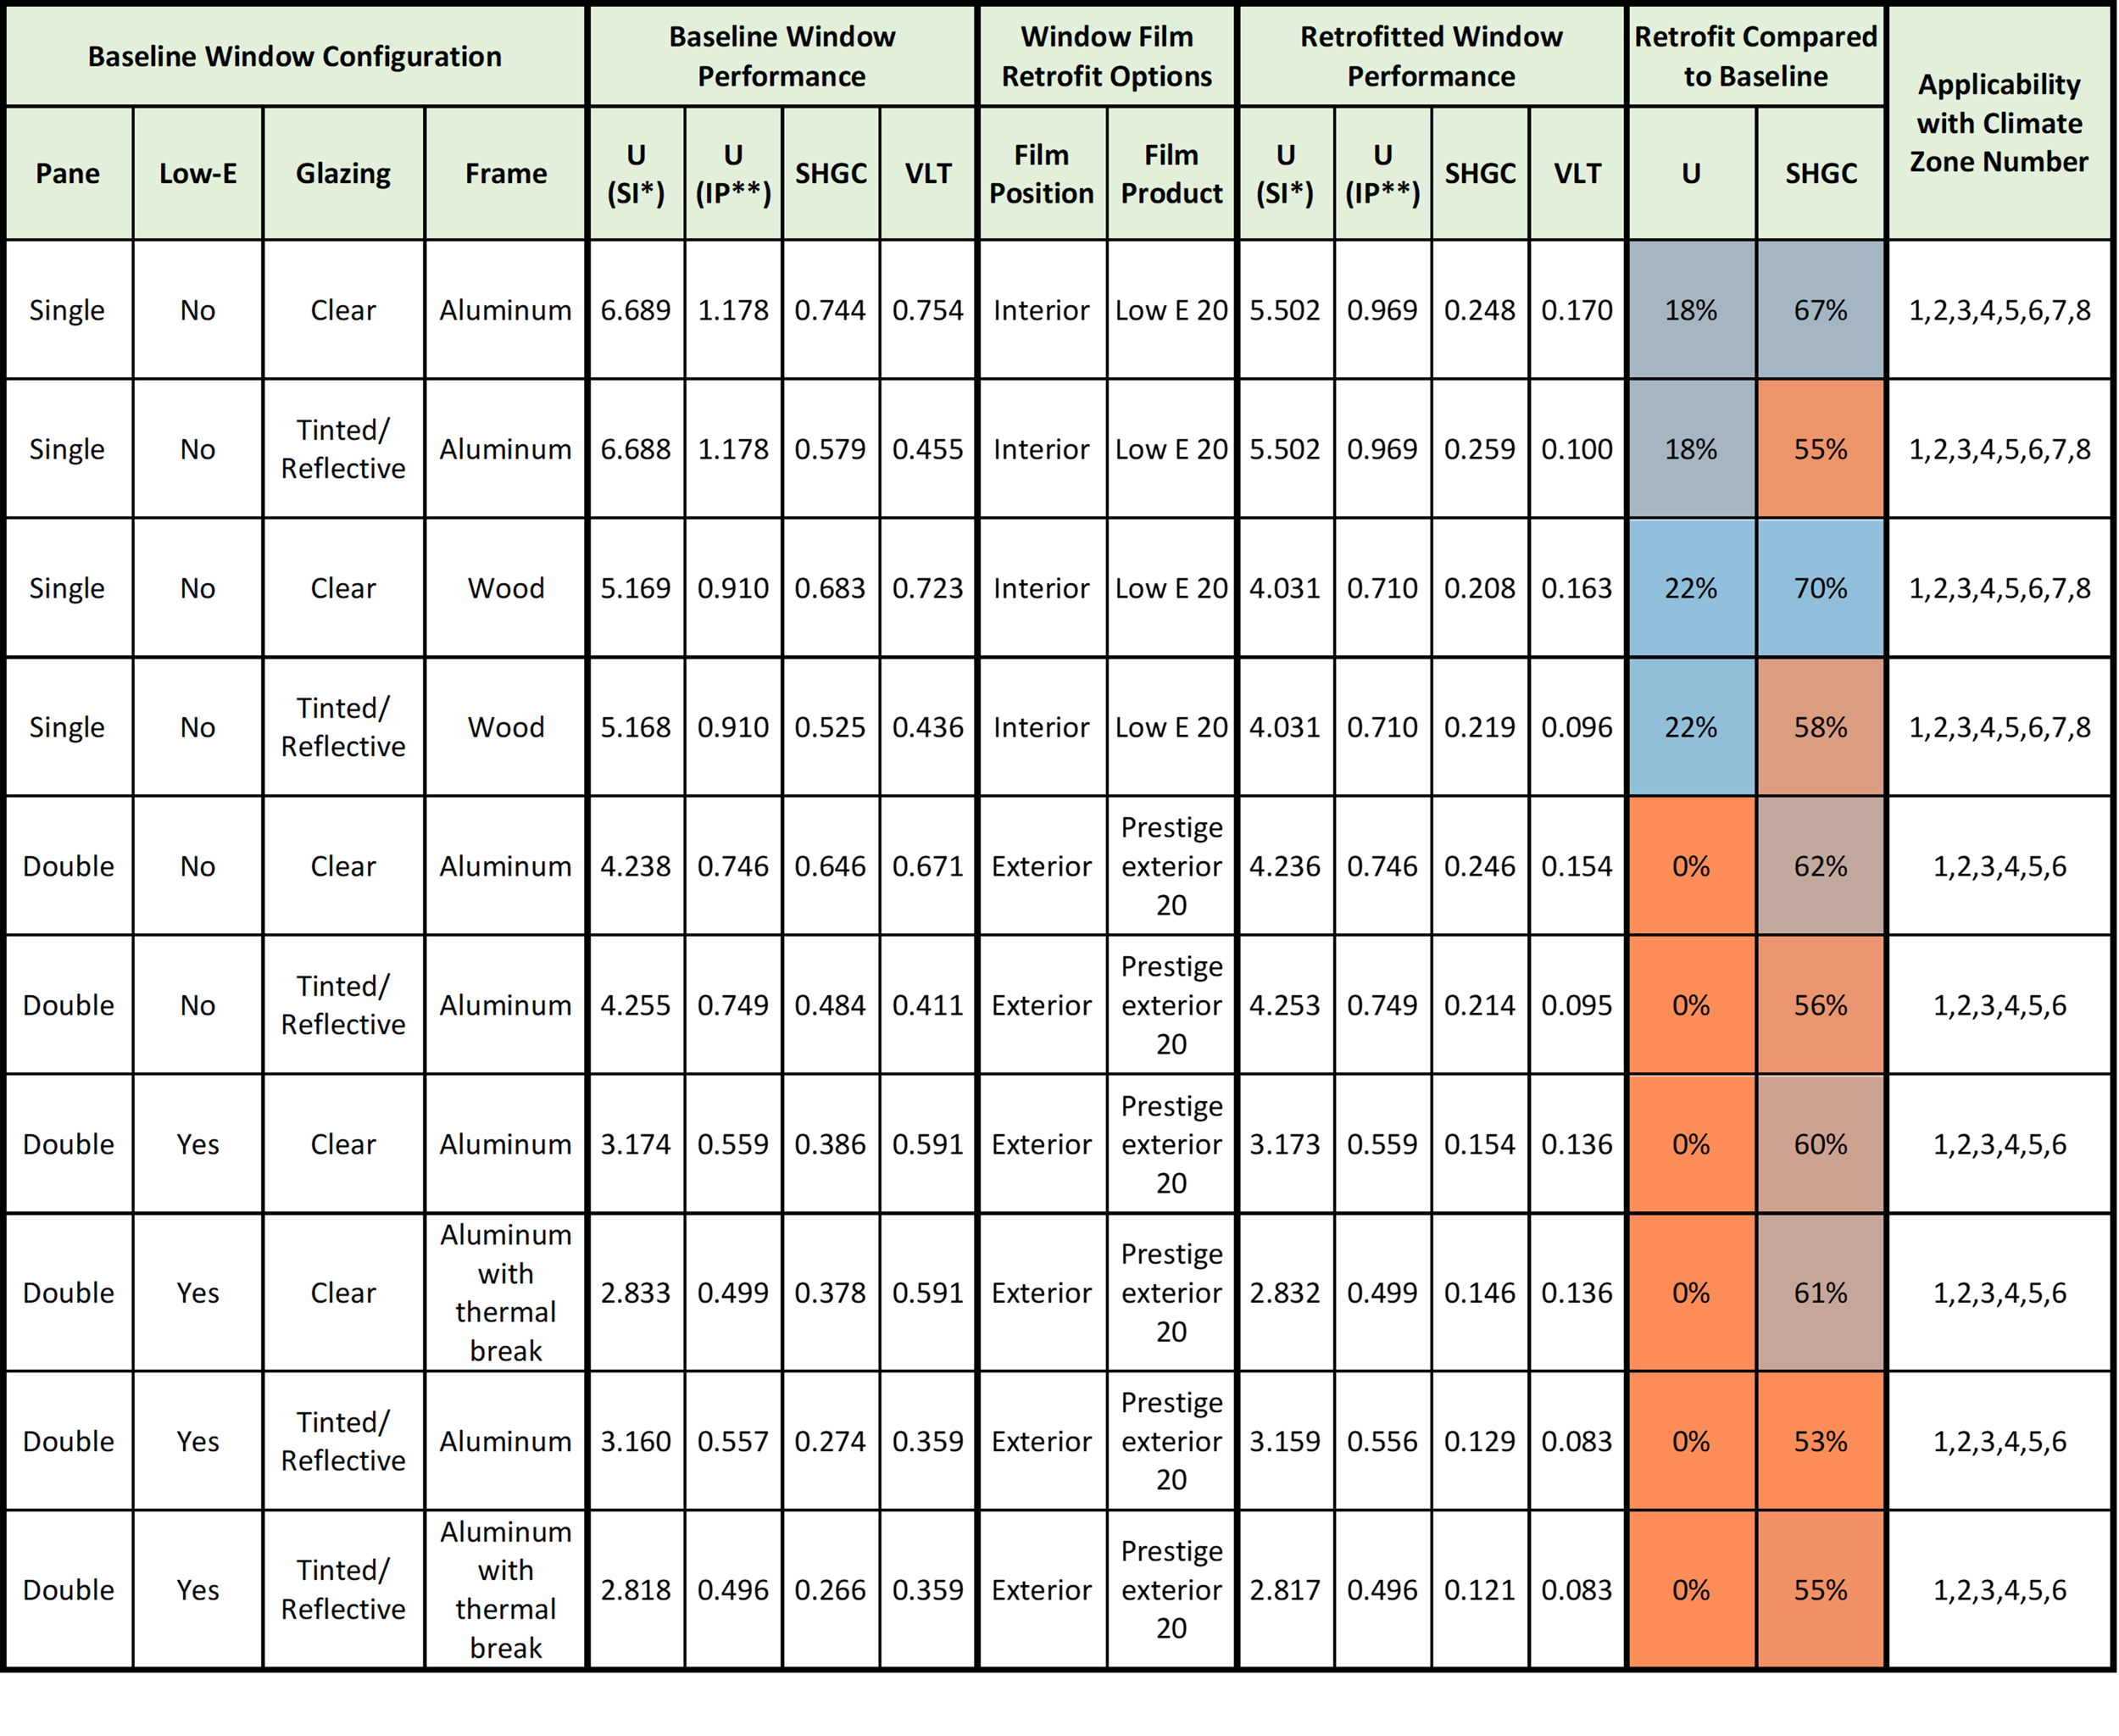 Baseline Window Configuration
Baseline Window
Performance
Window Film
Retrofit Options
Retrofitted Window
Performance
Retrofit Compared
to Baseline
Applicability
with Climate
Zone Number
Pane Low-E Glazing Frame U (SI*) U (IP**) SHGC VLT Film Position Film Product U (SI*) U (IP**) SHGC VLT U SHGC
Single No Clear Aluminum 6.689 1.178 0.744 0.754 Interior Low E 20 5.502 0.969 0.248 0.170 18% 67% 1,2,3,4,5,6,7,8
Single No Tinted/ Reflective Aluminum 6.688 1.178 0.579 0.455 Interior Low E 20 5.502 0.969 0.259 0.100 18% 55% 1,2,3,4,5,6,7,8
Single No Clear Wood 5.169 0.910 0.683 0.723 Interior Low E 20 4.031 0.710 0.208 0.163 22% 70% 1,2,3,4,5,6,7,8
Single No Tinted/ Reflective Wood 5.168 0.910 0.525 0.436 Interior Low E 20 4.031 0.710 0.219 0.096 22% 58% 1,2,3,4,5,6,7,8
Double No Clear Aluminum 4.238 0.746 0.646 0.671 Exterior Prestige exterior 20 4.236 0.746 0.246 0.154 0% 62% 1,2,3,4,5,6
Double No Tinted/ Reflective Aluminum 4.255 0.749 0.484 0.411 Exterior Prestige exterior 20 4.253 0.749 0.214 0.095 0% 56% 1,2,3,4,5,6
Double Yes Clear Aluminum 3.174 0.559 0.386 0.591 Exterior Prestige exterior 20 3.173 0.559 0.154 0.136 0% 60% 1,2,3,4,5,6
Double Yes Clear Aluminum with thermal break 2.833 0.499 0.378 0.591 Exterior Prestige exterior 20 2.832 0.499 0.146 0.136 0% 61% 1,2,3,4,5,6
Double Yes Tinted/ Reflective Aluminum 3.160 0.557 0.274 0.359 Exterior Prestige exterior 20 3.159 0.556 0.129 0.083 0% 53% 1,2,3,4,5,6
Double Yes Tinted/ Reflective Aluminum with thermal break 2.818 0.496 0.266 0.359 Exterior Prestige exterior 20 2.817 0.496 0.121 0.083 0% 55% 1,2,3,4,5,6